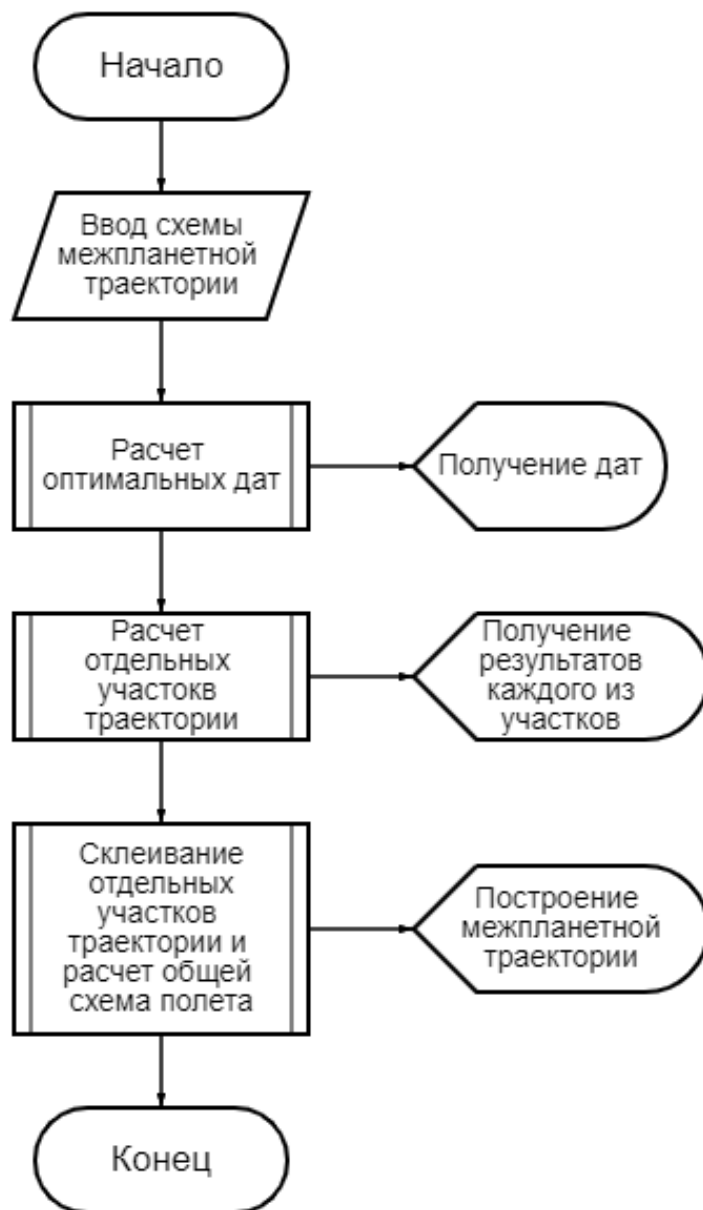 Начало
Ввод схемы
межпланетной
траектории
Расчет
оптимальных дат
Получение дат
Расчет
отдельных
участокв
траектории
Получение
результатов
каждого из
участков
Склеивание
отдельных
участков
траектории и
расчет общей
схема полета
Построение
межпланетной
траектории
Конец